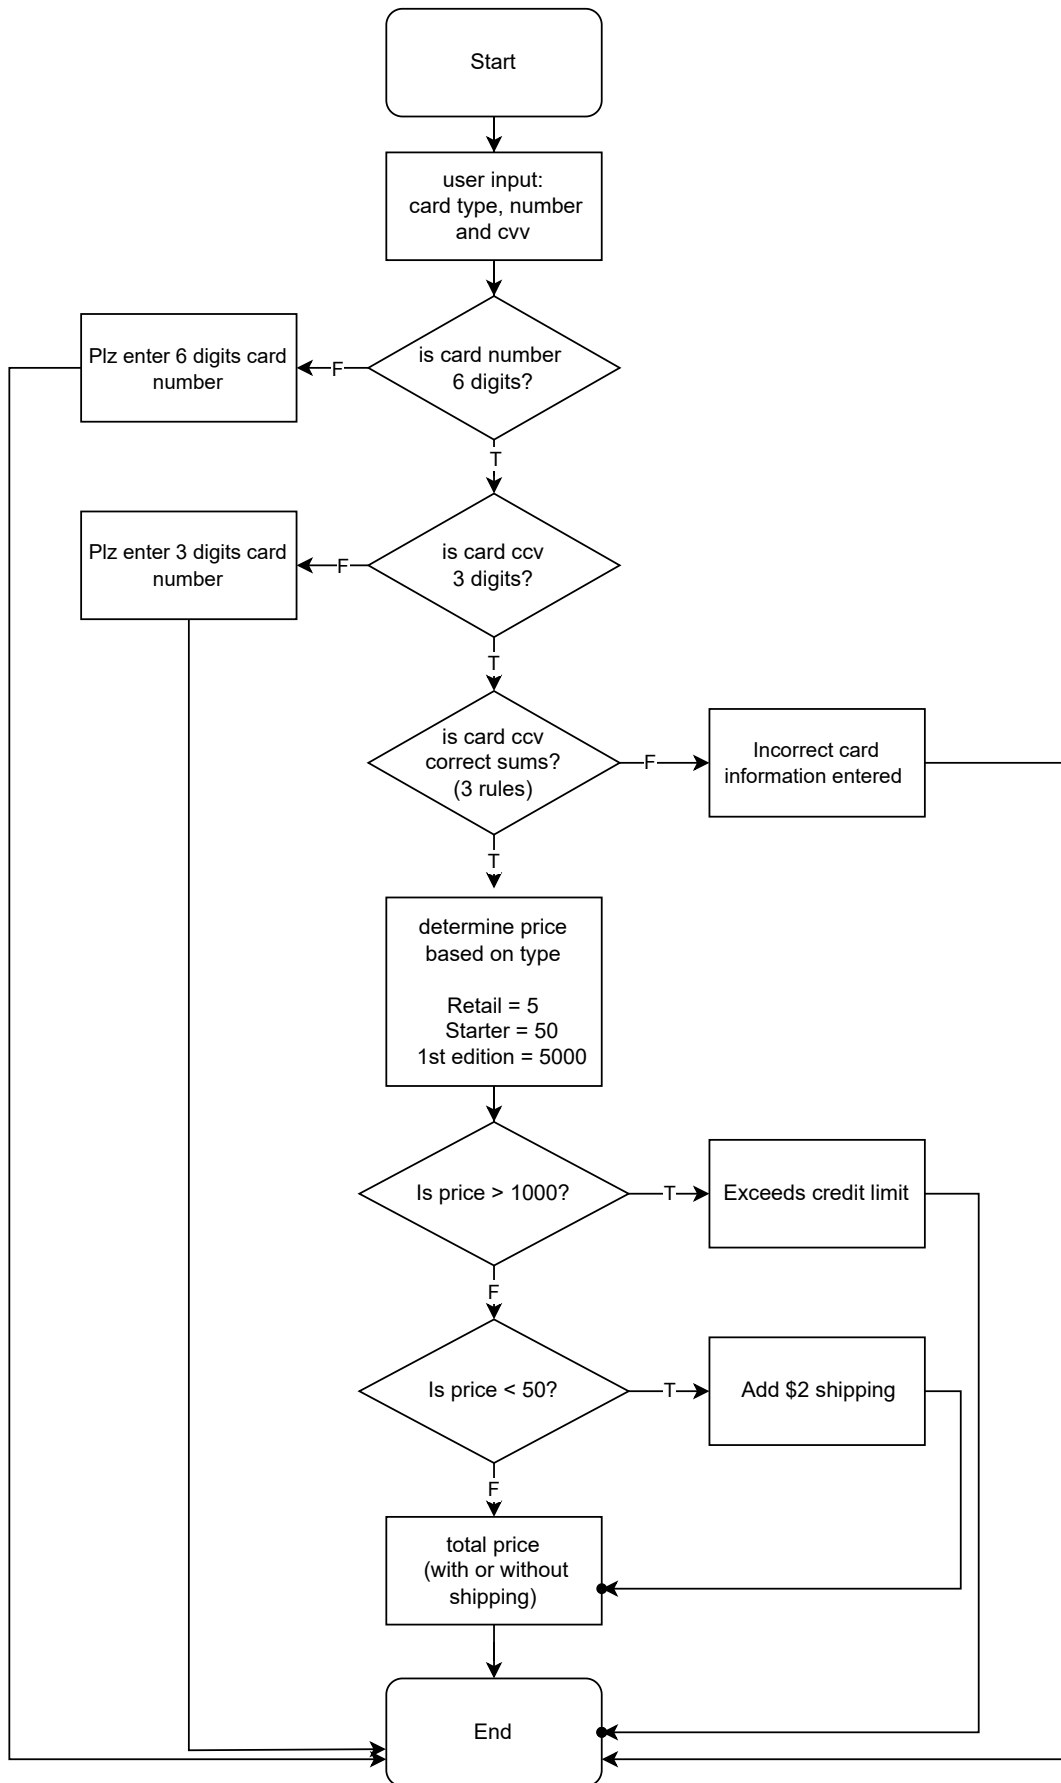 Start
user input:
card type, number
and cvv
is card number
6 digits?
F
Plz enter 6 digits card
number
T
is card ccv
3 digits?
F
Plz enter 3 digits card
number
T
is card ccv
correct sums?
(3 rules)
F
Incorrect card
information entered
T
determine price
based on type
Retail = 5
Starter = 50
1st edition = 5000
Is price > 1000?
T
Exceeds credit limit
F
Is price < 50?
T
Add $2 shipping
F
total price
(with or without
shipping)
End